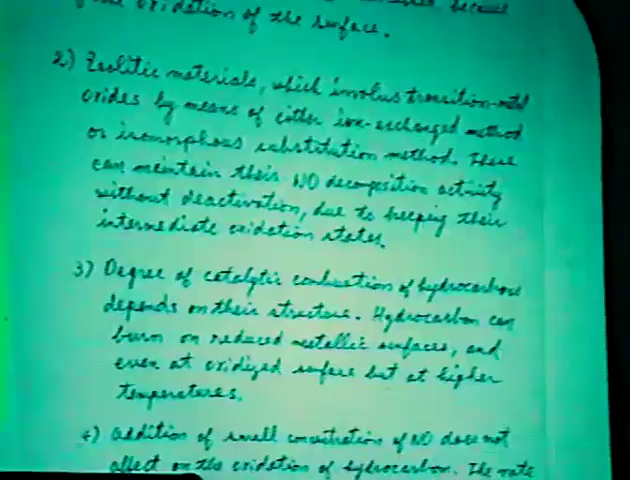 because
oxidation of the surface.
2) Zeolitic materials, which involves transition-metal
oxides by means of either ion-exchanged method
or isomorphous substitution method. These
can maintain their NO decomposition activity
without deactivation, due to keeping their
intermediate oxidation states.
3) Degree of catalytic combustion of hydrocarbons
depends on their structure. Hydrocarbon can
burn on reduced metallic surfaces, and
even at oxidized surface but at higher
temperatures.
4) Addition of small concentration of NO does not
affect on the oxidation of hydrocarbon. The rate